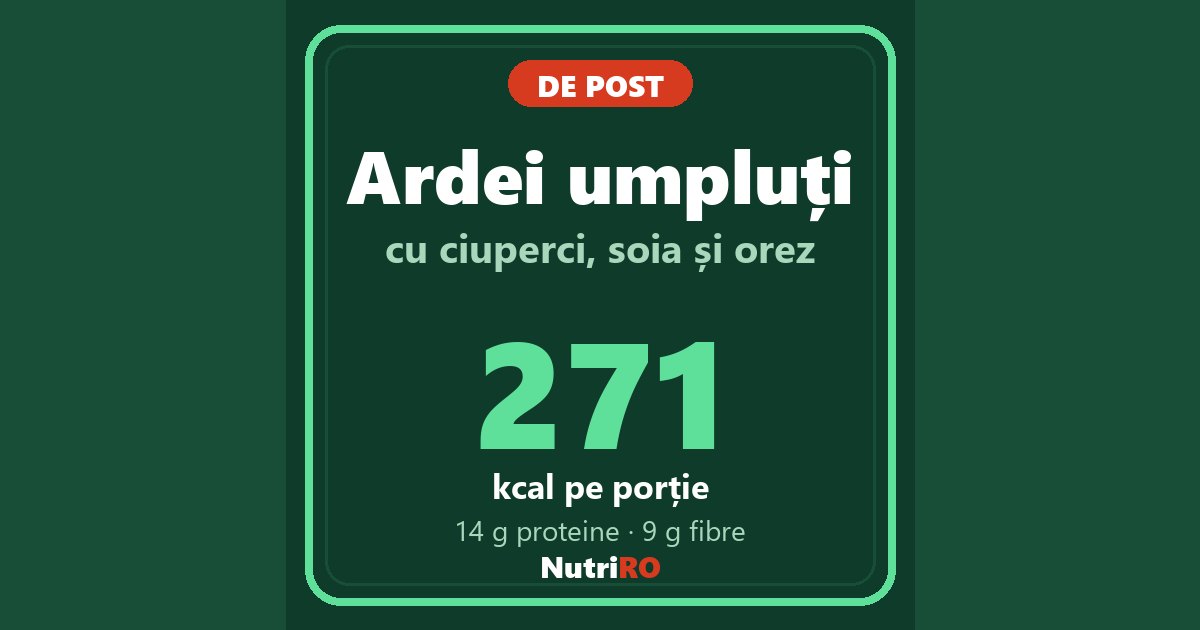 DE POST
Ardei umpluți
cu ciuperci, soia și orez
271
kcal pe porție
14 g proteine · 9 g fibre
NutriRO